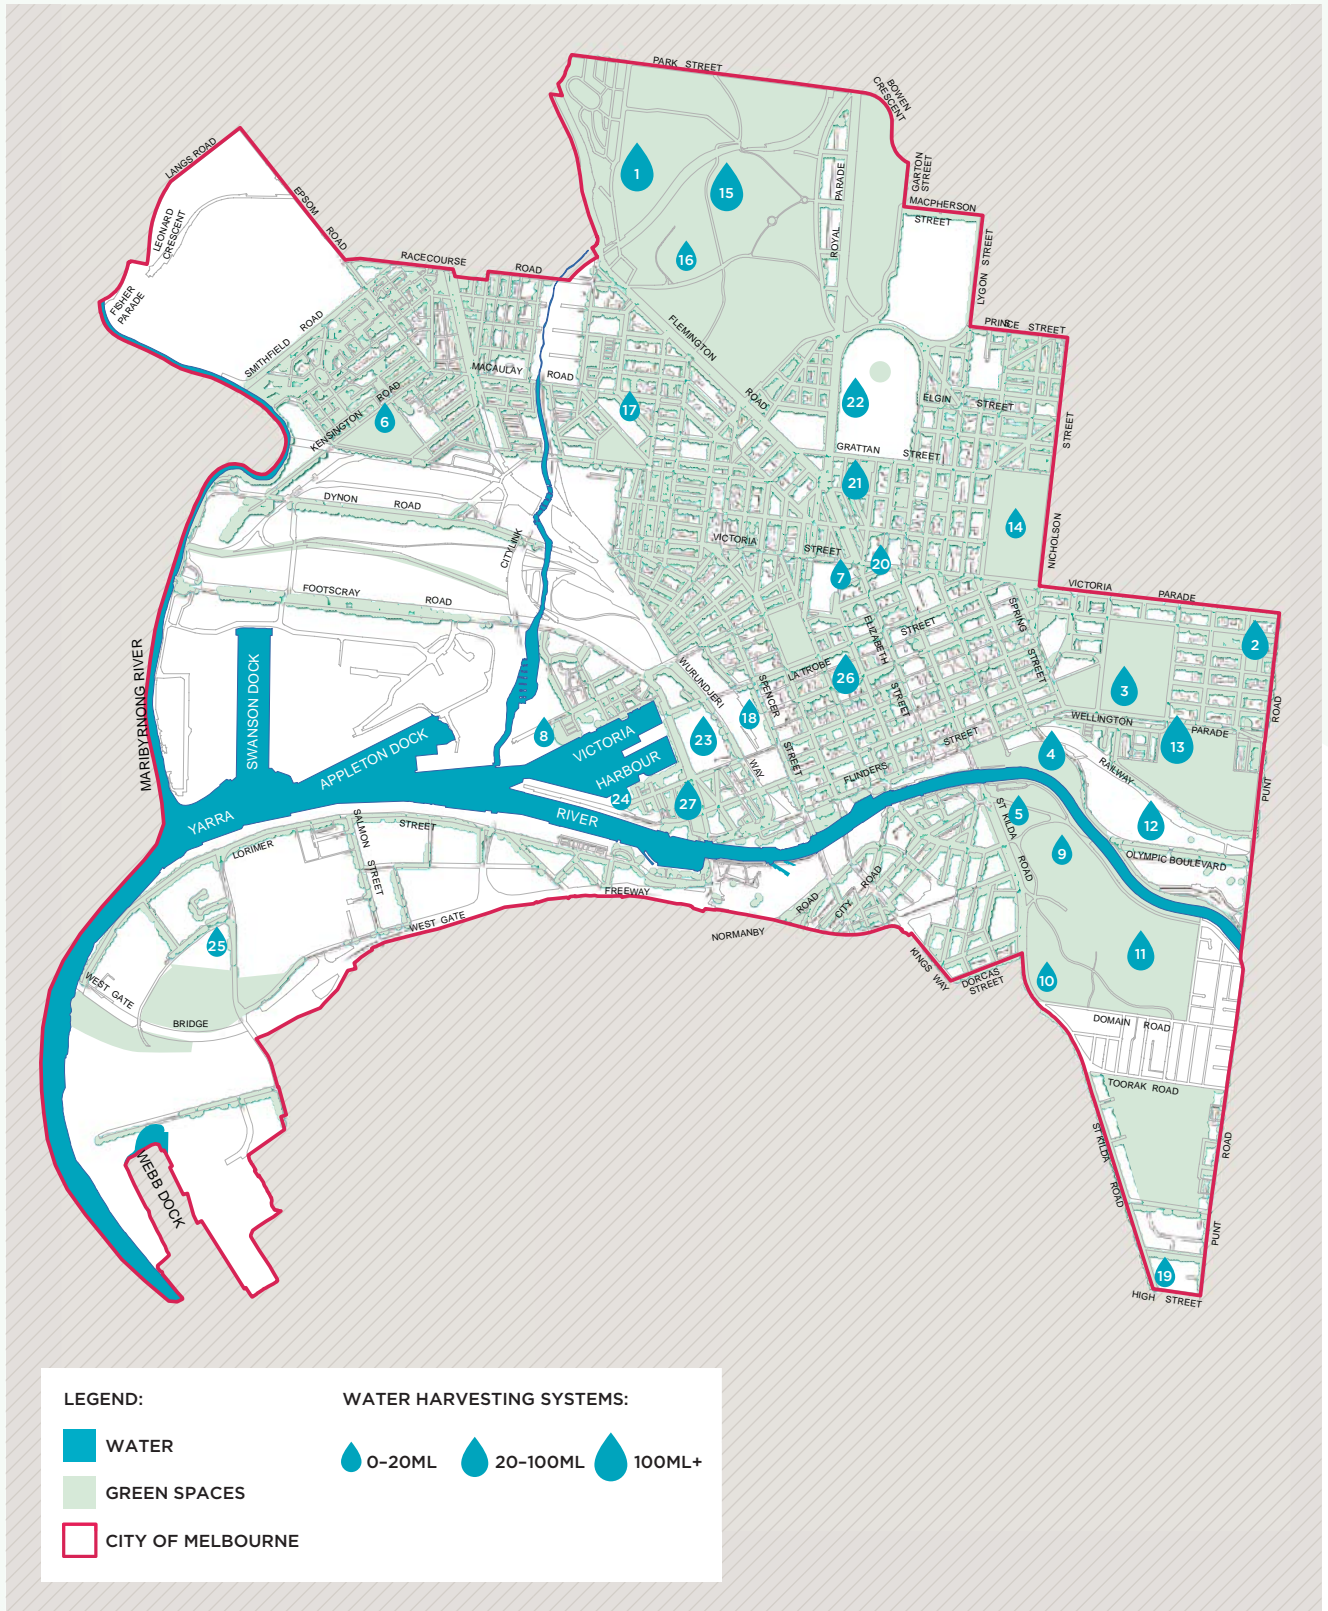 PARK STREET
BOWEN
CRESCENT
LANGS ROAD
GARTON
STREET
1
15
PARADE
ROYAL
EPSOM
ROAD
MACPHERSON
STREET
LEONARD
CRESCENT
LYGON STREET
RACECOURSE
ROAD
16
FISHER
PARADE
SMITHFIELD ROAD
FLEMINGTON
ROAD
PRINCE STREET
MACAULAY ROAD
KENSINGTON ROAD
6
17
22
ELGIN STREET
GRATTAN STREET
STREET
NICHOLSON
21
DYNON ROAD
14
CITYLINK
VICTORIA
STREET
20
7
FOOTSCRAY ROAD
VICTORIA PARADE
SPRING
STREET
ELIZABETH
STREET
STREET
2
MARIBYRNONG RIVER
SWANSON DOCK
WURUNDJERI
WAY
LA TROBE
26
SPENCER
STREET
3
18
WELLINGTON
PARADE
ROAD
PUNT
8
23
VICTORIA
HARBOUR
13
STREET
4
FLINDERS
RAILWAY
APPLETON DOCK
24
27
ST KILDA
ROAD
5
12
YARRA
RIVER
SALMON STREET
STREET
LORIMER
9
OLYMPIC BOULEVARD
FREEWAY
WEST GATE
ROAD
CITY ROAD
NORMANBY
25
11
KINGS WAY
DORCAS
STREET
10
WEST GATE
BRIDGE
DOMAIN ROAD
TOORAK ROAD
WEBB DOCK
ST KILDA
ROAD
ROAD
PUNT
19
HIGH STREET
LEGEND:
WATER HARVESTING SYSTEMS:
WATER
0–20ML
20–100ML
100ML+
GREEN SPACES
CITY OF MELBOURNE